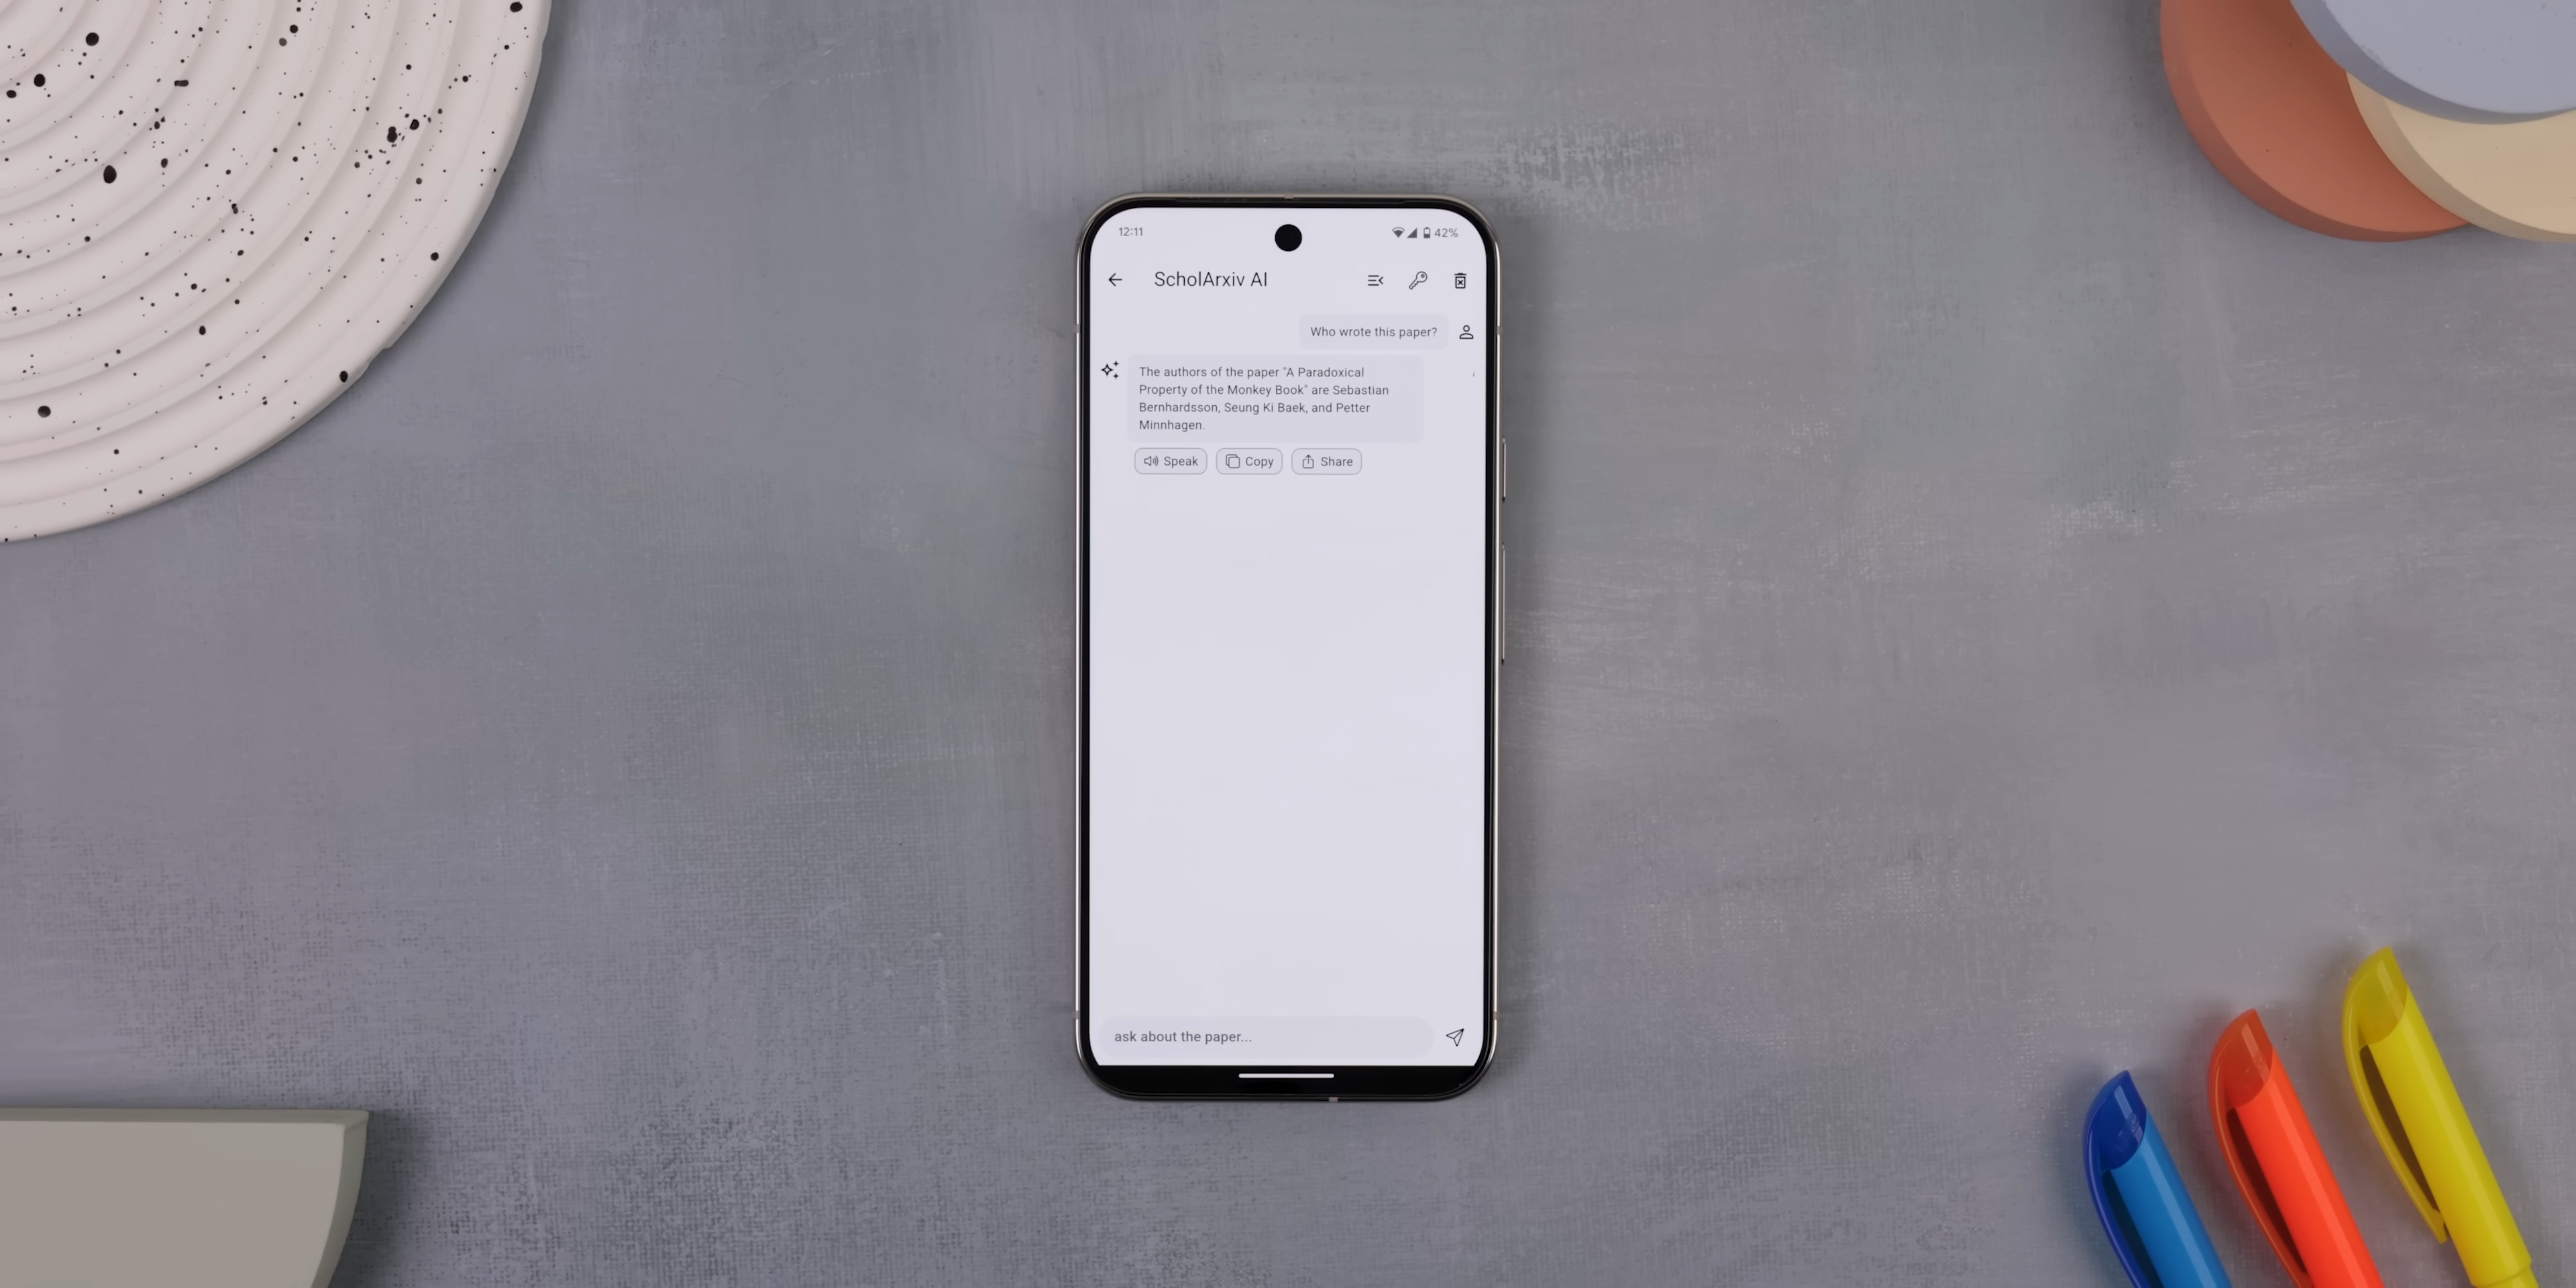 12:11
42%
ScholArxiv AI
Who wrote this paper?
The authors of the paper "A Paradoxical
Property of the Monkey Book" are Sebastian
Bernhardsson, Seung Ki Baek, and Petter
Minnhagen.
Speak Copy Share
ask about the paper...